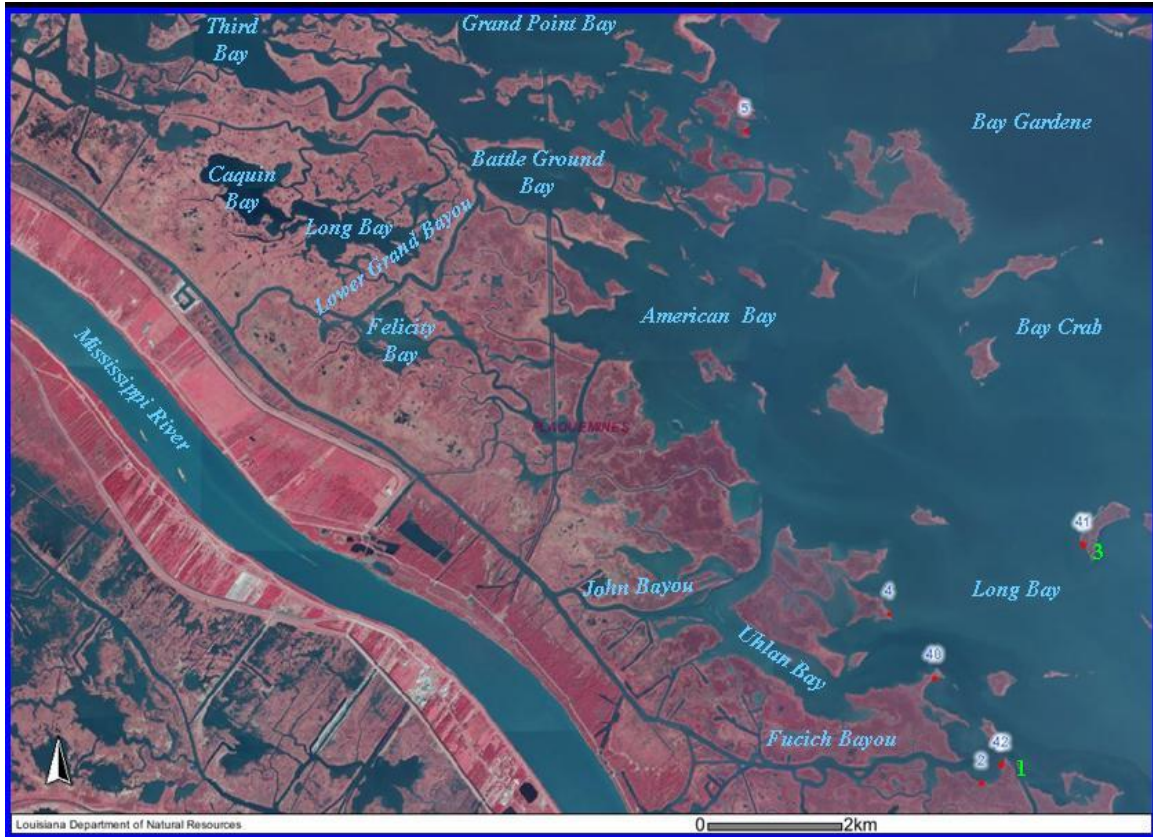 Third
Bay
Grand Point Bay
5
Bay Gardene
Battle Ground
Bay
Caquin
Bay
Long Bay
Lower Grand Bayou
American Bay
Bay Crab
Felicity
Bay
Mississippi River
PLAQUEMINES
41
3
John Bayou
4
Long Bay
Uhlan Bay
40
Fucich Bayou
42
2
1
Louisiana Department of Natural Resources
0
2km